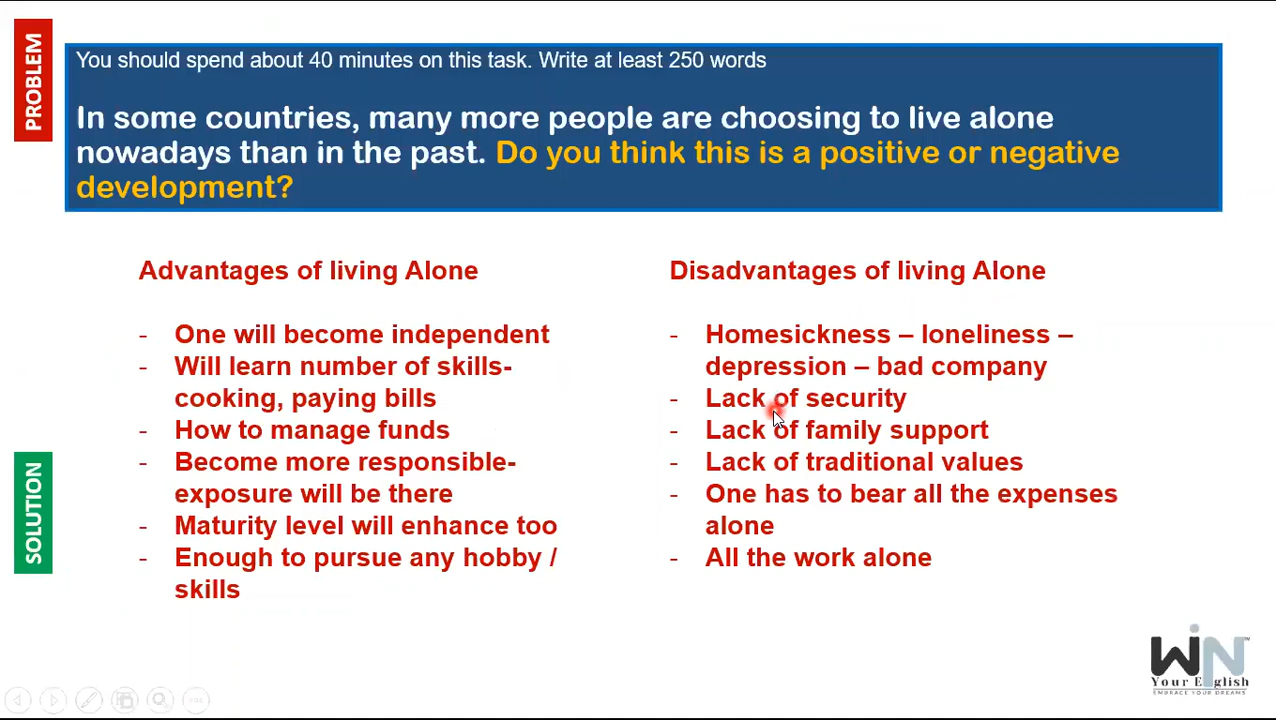 PROBLEM
You should spend about 40 minutes on this task. Write at least 250 words
In some countries, many more people are choosing to live alone
nowadays than in the past. Do you think this is a positive or negative
development?
Advantages of living Alone
- One will become independent
- Will learn number of skills-
cooking, paying bills
- How to manage funds
- Become more responsible-
exposure will be there
- Maturity level will enhance too
- Enough to pursue any hobby /
skills
Disadvantages of living Alone
- Homesickness – loneliness –
depression – bad company
- Lack of security
- Lack of family support
- Lack of traditional values
- One has to bear all the expenses
alone
- All the work alone
SOLUTION
WiN
Your English
EMBRACE YOUR DREAMS